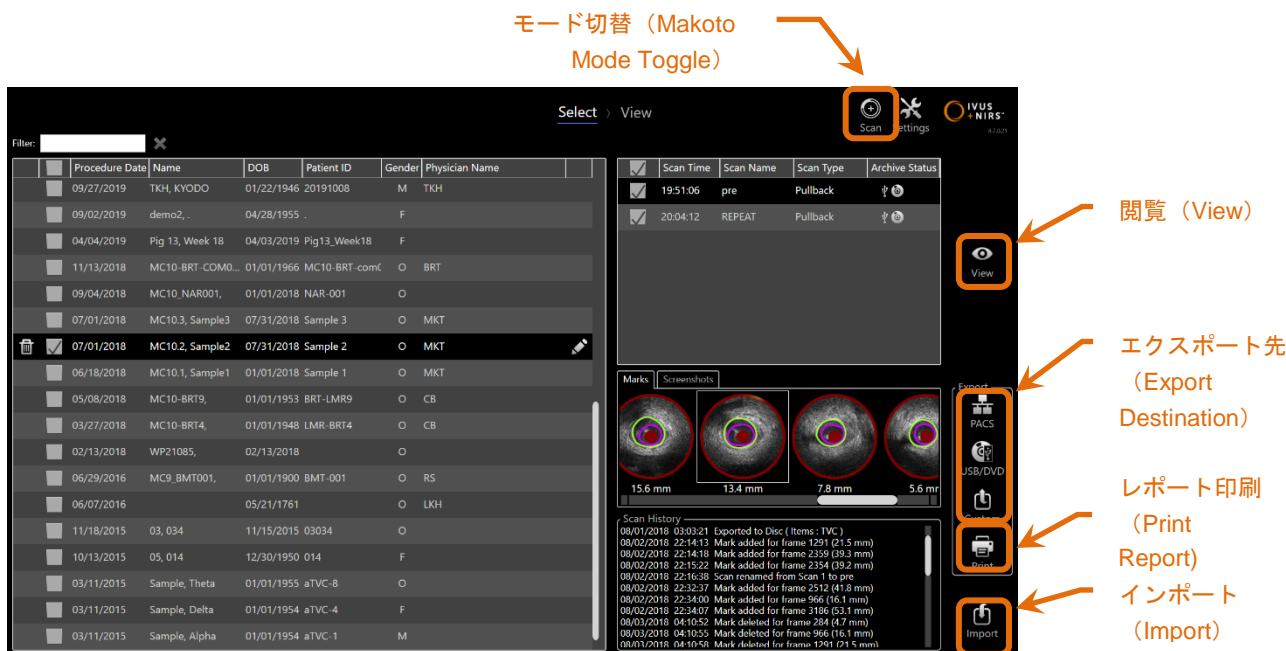 モード切替（Makoto
Mode Toggle）
Select › View
Scan
Settings
IVUS
+NIRS
4.7.0.21
Filter:
Procedure Date Name DOB Patient ID Gender Physician Name
09/27/2019 TKH, KYODO 01/22/1946 20191008 M TKH
09/02/2019 demo2, . 04/28/1955 . F
04/04/2019 Pig 13, Week 18 04/03/2019 Pig13_Week18 F
11/13/2018 MC10-BRT-COM0... 01/01/1966 MC10-BRT-com( O BRT
09/04/2018 MC10_NAR001, 01/01/2018 NAR-001 O
07/01/2018 MC10.3, Sample3 07/31/2018 Sample 3 O MKT
07/01/2018 MC10.2, Sample2 07/31/2018 Sample 2 O MKT
06/18/2018 MC10.1, Sample1 01/01/2018 Sample 1 O MKT
05/08/2018 MC10-BRT9, 01/01/1953 BRT-LMR9 O CB
03/27/2018 MC10-BRT4, 01/01/1948 LMR-BRT4 O CB
02/13/2018 WP21085, 02/13/2018 O
06/29/2016 MC9_BMT001, 01/01/1900 BMT-001 O RS
06/07/2016 05/21/1761 O LKH
11/18/2015 03, 034 11/15/2015 03034 O
10/13/2015 05, 014 12/30/1950 014 F
03/11/2015 Sample, Theta 01/01/1955 aTVC-8 O
03/11/2015 Sample, Delta 01/01/1954 aTVC-4 F
03/11/2015 Sample, Alpha 01/01/1954 aTVC-1 M
Scan Time Scan Name Scan Type Archive Status
19:51:06 pre Pullback
20:04:12 REPEAT Pullback
Marks Screenshots
15.6 mm 13.4 mm 7.8 mm 5.6 mr
Scan History
08/01/2018 03:03:21 Exported to Disc ( Items : TVC )
08/02/2018 22:14:13 Mark added for frame 1291 (21.5 mm)
08/02/2018 22:14:18 Mark added for frame 2359 (39.3 mm)
08/02/2018 22:15:22 Mark added for frame 2354 (39.2 mm)
08/02/2018 22:16:38 Scan renamed from Scan 1 to pre
08/02/2018 22:32:37 Mark added for frame 2512 (41.8 mm)
08/02/2018 22:34:00 Mark added for frame 966 (16.1 mm)
08/02/2018 22:34:07 Mark added for frame 3186 (53.1 mm)
08/03/2018 04:10:52 Mark deleted for frame 284 (4.7 mm)
08/03/2018 04:10:55 Mark deleted for frame 966 (16.1 mm)
08/03/2018 04:10:58 Mark deleted for frame 1291 (21.5 mm)
View
Export
PACS
USB/DVD
Custom
Print
Import
閲覧（View）
エクスポート先
（Export
Destination）
レポート印刷
（Print
Report)
インポート
（Import）